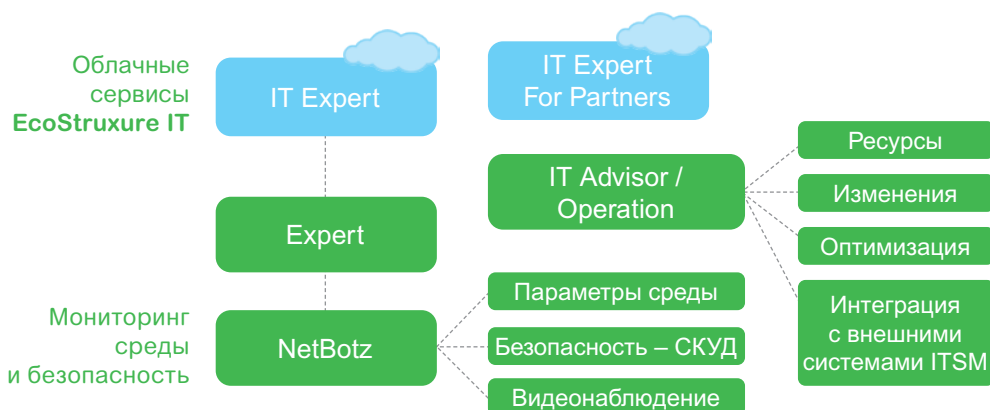 Облачные
сервисы
EcoStruxure IT
IT Expert
IT Expert
For Partners
IT Advisor /
Operation
Ресурсы
Изменения
Оптимизация
Интеграция
с внешними
системами ITSM
Expert
Мониторинг
среды
и безопасность
NetBotz
Параметры среды
Безопасность – СКУД
Видеонаблюдение